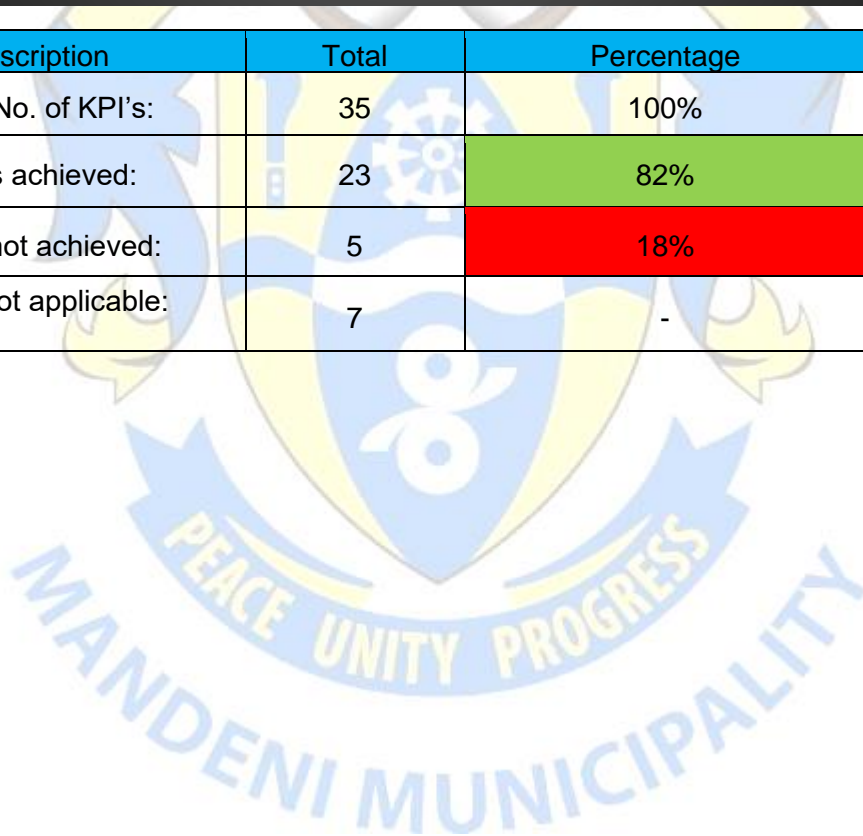 scription Total Percentage
No. of KPI's: 35 100%
s achieved: 23 82%
not achieved: 5 18%
ot applicable: 7 -
PEACE UNITY PROGRESS
MANDENI MUNICIPALITY